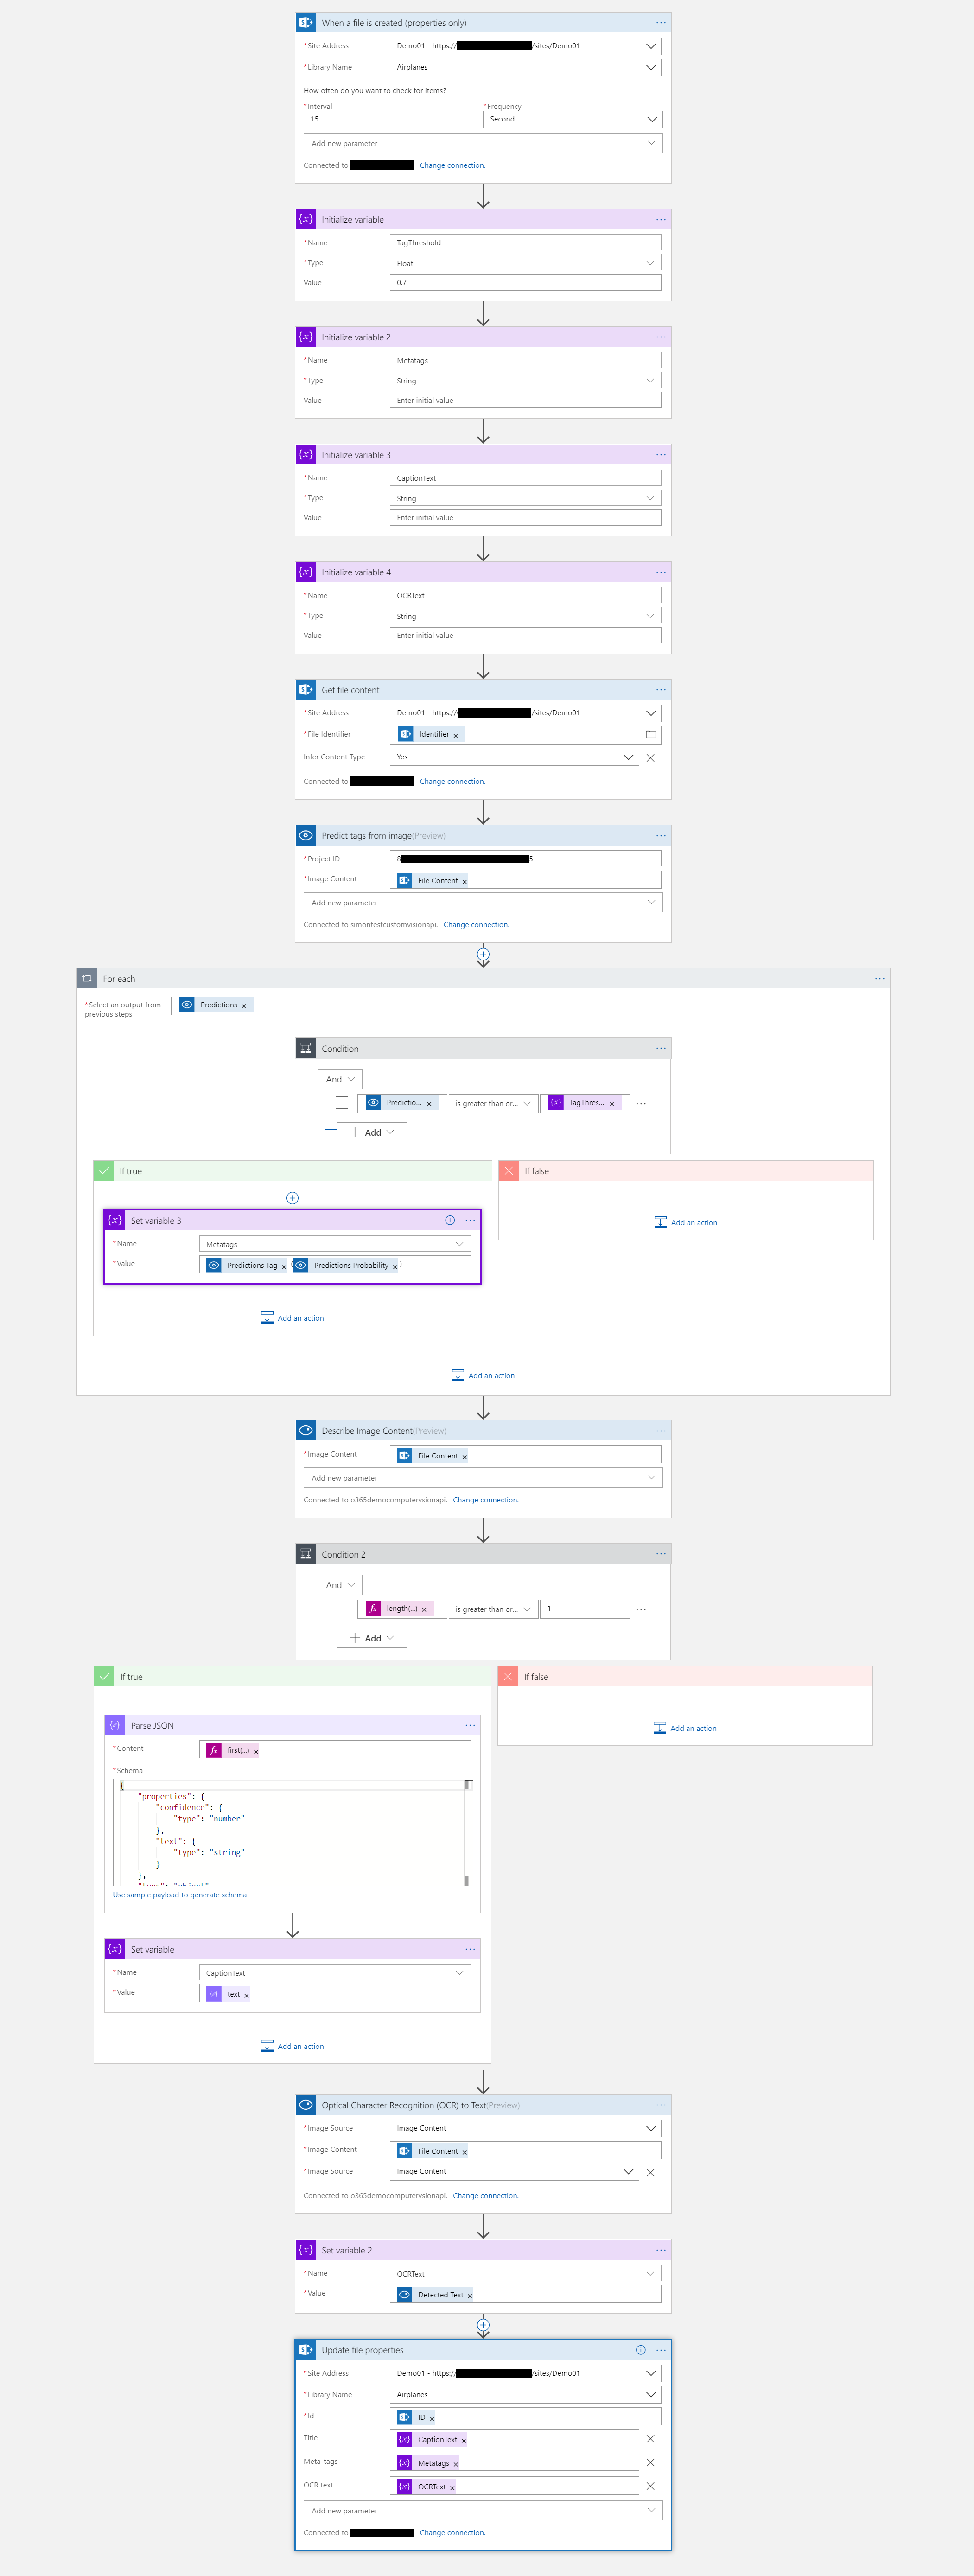 When a file is created (properties only)
* Site Address Demo01 - https:// /sites/Demo01
* Library Name Airplanes
How often do you want to check for items?
* Interval * Frequency
15 Second
Add new parameter
Connected to Change connection.
Initialize variable
* Name TagThreshold
* Type Float
Value 0.7
Initialize variable 2
* Name Metatags
* Type String
Value Enter initial value
Initialize variable 3
* Name CaptionText
* Type String
Value Enter initial value
Initialize variable 4
* Name OCRText
* Type String
Value Enter initial value
Get file content
* Site Address Demo01 - https:// /sites/Demo01
* File Identifier Identifier
Infer Content Type Yes
Connected to Change connection.
Predict tags from image(Preview)
* Project ID 8 5
* Image Content File Content
Add new parameter
Connected to simontestcustomvisionapi. Change connection.
For each
* Select an output from Predictions
previous steps
Condition
And
Predictio... is greater than or... TagThres...
Add
If true
If false
Set variable 3
* Name Metatags
* Value Predictions Tag ( Predictions Probability )
Add an action
Add an action
Add an action
Describe Image Content(Preview)
* Image Content File Content
Add new parameter
Connected to o365democomputervsionapi. Change connection.
Condition 2
And
length(...) is greater than or... 1
Add
If true
If false
Add an action
Parse JSON
* Content first(...)
* Schema
{
"properties": {
"confidence": {
"type": "number"
},
"text": {
"type": "string"
}
},
"type": "object"
Use sample payload to generate schema
Set variable
* Name CaptionText
* Value text
Add an action
Optical Character Recognition (OCR) to Text(Preview)
* Image Source Image Content
* Image Content File Content
* Image Source Image Content
Connected to o365democomputervsionapi. Change connection.
Set variable 2
* Name OCRText
* Value Detected Text
Update file properties
* Site Address Demo01 - https:// /sites/Demo01
* Library Name Airplanes
* Id ID
Title CaptionText
Meta-tags Metatags
OCR text OCRText
Add new parameter
Connected to Change connection.